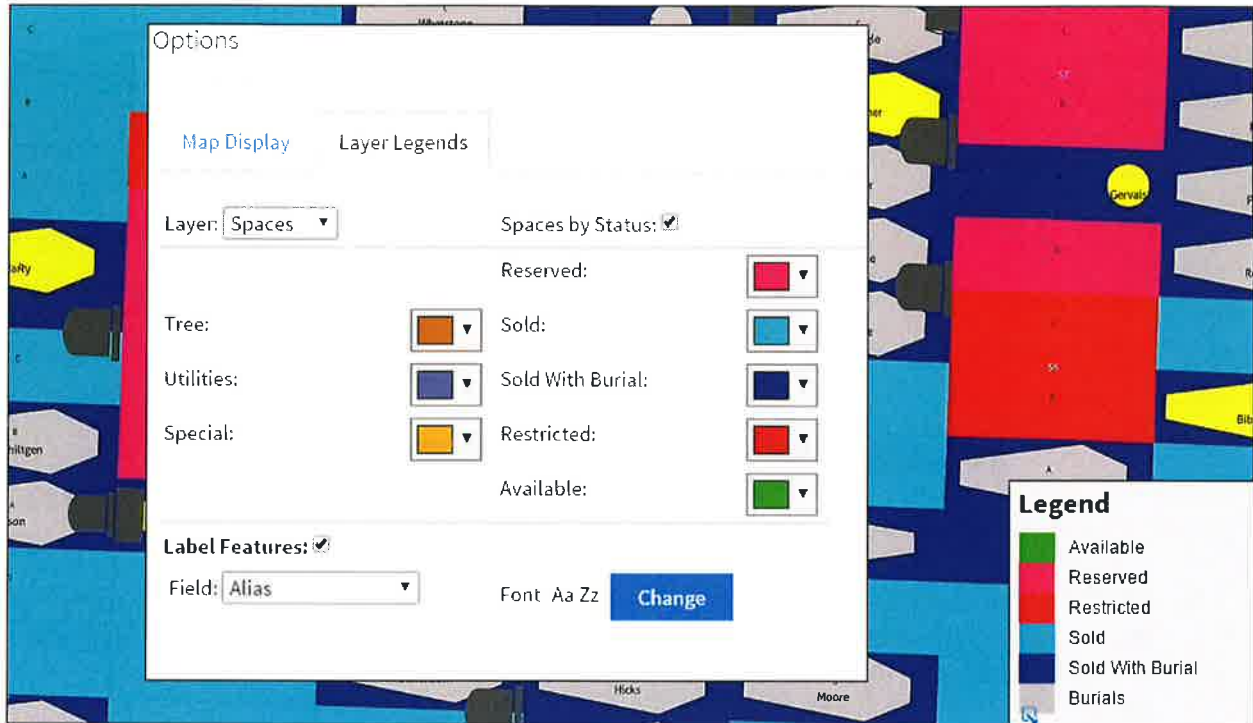 Options
Map Display Layer Legends
Layer: Spaces Spaces by Status:
Reserved:
Tree: Sold:
Utilities: Sold With Burial:
Special: Restricted:
Available:
Label Features:
Field: Alias Font Aa Zz Change
Legend
Available
Reserved
Restricted
Sold
Sold With Burial
Burials
Gervais
Hicks
Moore
C
B
A
C
B
A
son
A